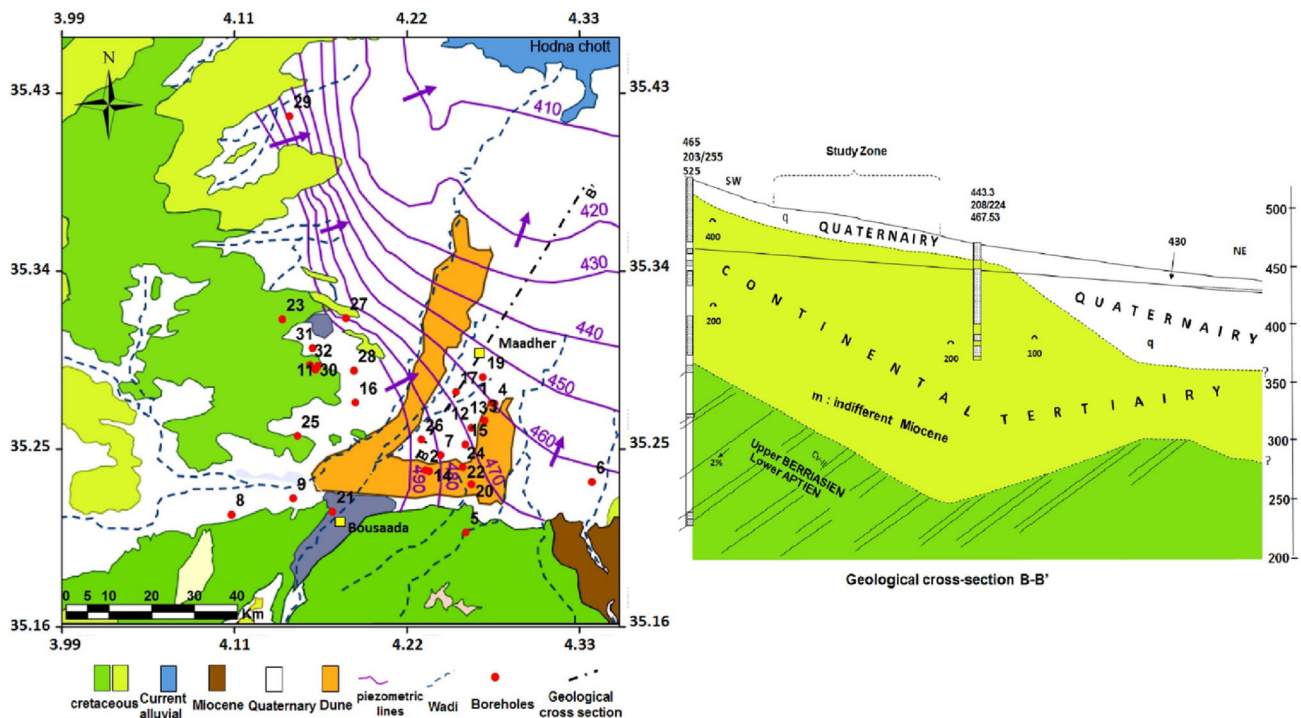 3.99
4.11
4.22
4.33
Hodna chott
N
35.43
35.43
29
410
B'
420
35.34
35.34
430
23
27
440
31
Maadher
32
28
19
450
11
30
17
1
4
16
12
13
3
460
25
26
15
35.25
35.25
7
B
2
24
470
6
14
480
22
490
9
20
8
21
5
Bousaada
0 5 10 20 30 40
Km
35.16
35.16
3.99
4.11
4.22
4.33
cretaceous
Current
alluvial
Miocene
Quaternary
Dune
piezometric
lines
Wadi
Boreholes
Geological
cross section
465
203/255
525
SW
Study Zone
443.3
208/224
467.53
q
QUATERNAIRY
430
NE
500
450
400
350
300
250
200
400
200
200
100
CONTINENTAL TERTIAIRY
QUATERNAIRY
q
?
?
m : indifferent Miocene
Upper BERRIASIEN
Lower APTIEN
2%
Geological cross-section B-B'